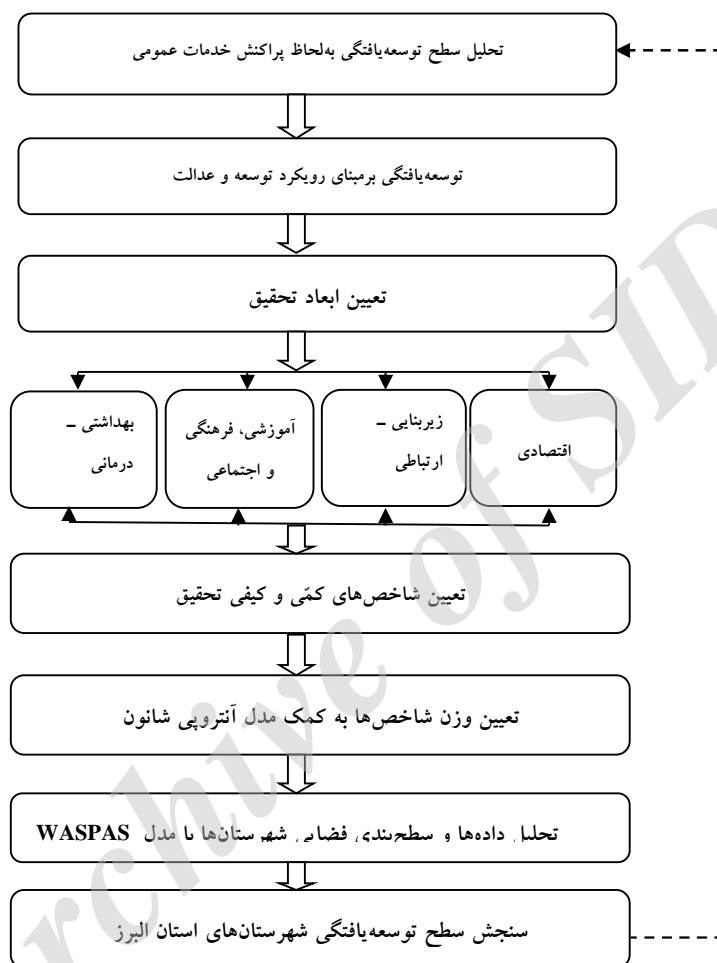 تحلیل سطح توسعه‌یافتگی به‌لحاظ پراکنش خدمات عمومی
توسعه‌یافتگی برمبنای رویکرد توسعه و عدالت
تعیین ابعاد تحقیق
اقتصادی
زیربنایی –
ارتباطی
آموزشی، فرهنگی
و اجتماعی
بهداشتی –
درمانی
تعیین شاخص‌های کمّی و کیفی تحقیق
تعیین وزن شاخص‌ها به کمک مدل آنتروپی شانون
تحلیل داده‌ها و سطح‌بندی فضایی شهرستان‌ها با مدل WASPAS
سنجش سطح توسعه‌یافتگی شهرستان‌های استان البرز
rchive of SID